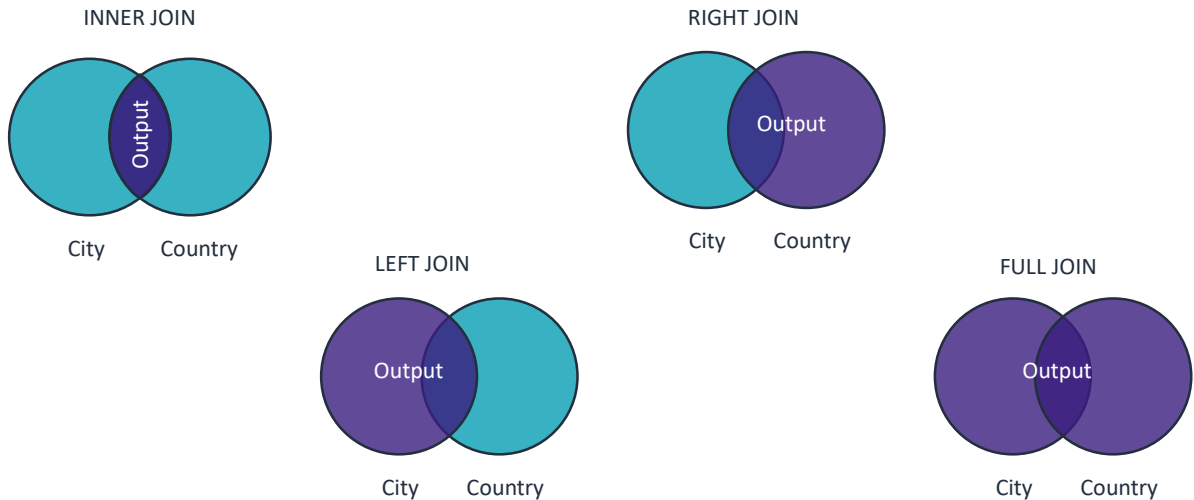 INNER JOIN
Output
City Country
LEFT JOIN
Output
City Country
RIGHT JOIN
Output
City Country
FULL JOIN
Output
City Country